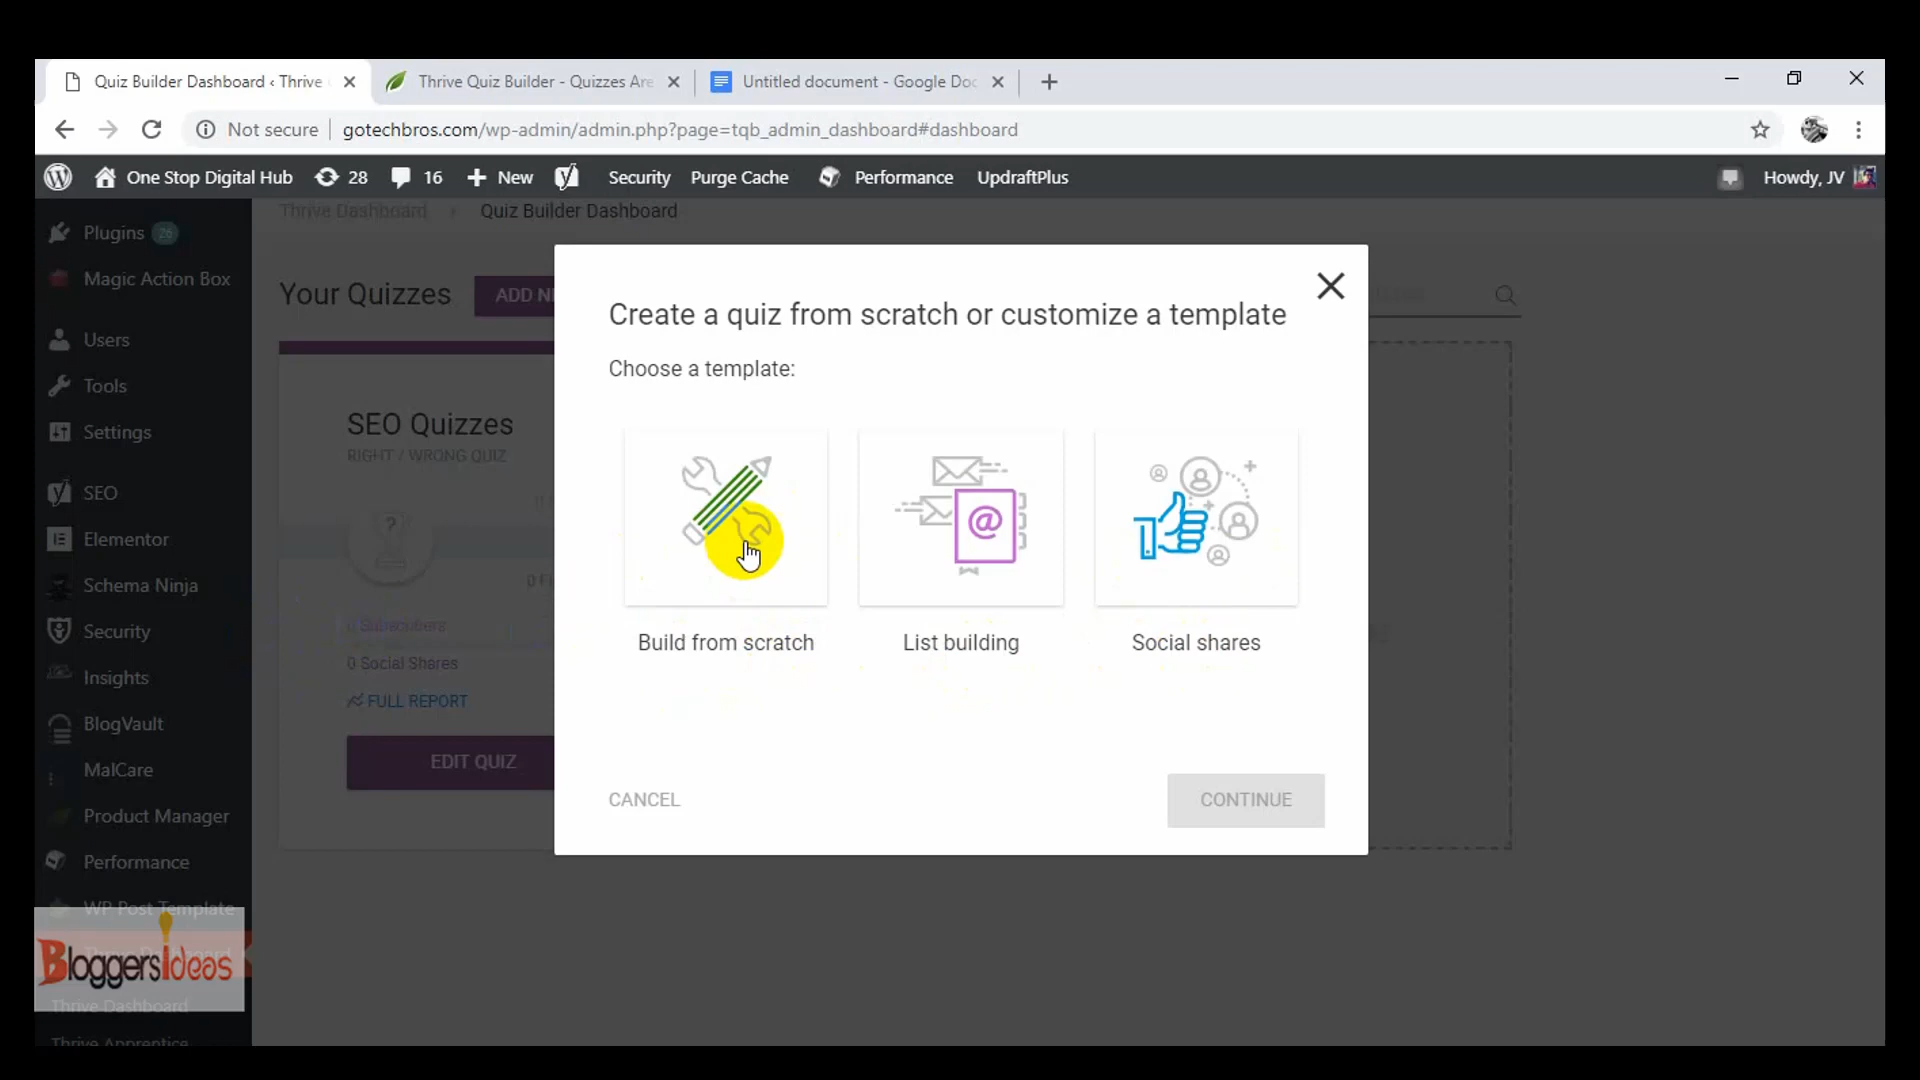 Quiz Builder Dashboard ‹ Thrive
Thrive Quiz Builder - Quizzes Are
Untitled document - Google Doc
Not secure
gotechbros.com/wp-admin/admin.php?page=tqb_admin_dashboard#dashboard
One Stop Digital Hub
28
16
New
Security
Purge Cache
Performance
UpdraftPlus
Howdy, JV
Thrive Dashboard
Quiz Builder Dashboard
Plugins 26
Magic Action Box
Users
Tools
Settings
SEO
Elementor
Schema Ninja
Security
Insights
BlogVault
MalCare
Product Manager
Performance
WP Post Template
BloggersIdeas
Thrive Dashboard
Thrive Apprentice
Your Quizzes
ADD
SEO Quizzes
RIGHT / WRONG QUIZ
0 Subscribers
0 Social Shares
FULL REPORT
EDIT QUIZ
Create a quiz from scratch or customize a template
Choose a template:
@
Build from scratch
List building
Social shares
CANCEL
CONTINUE